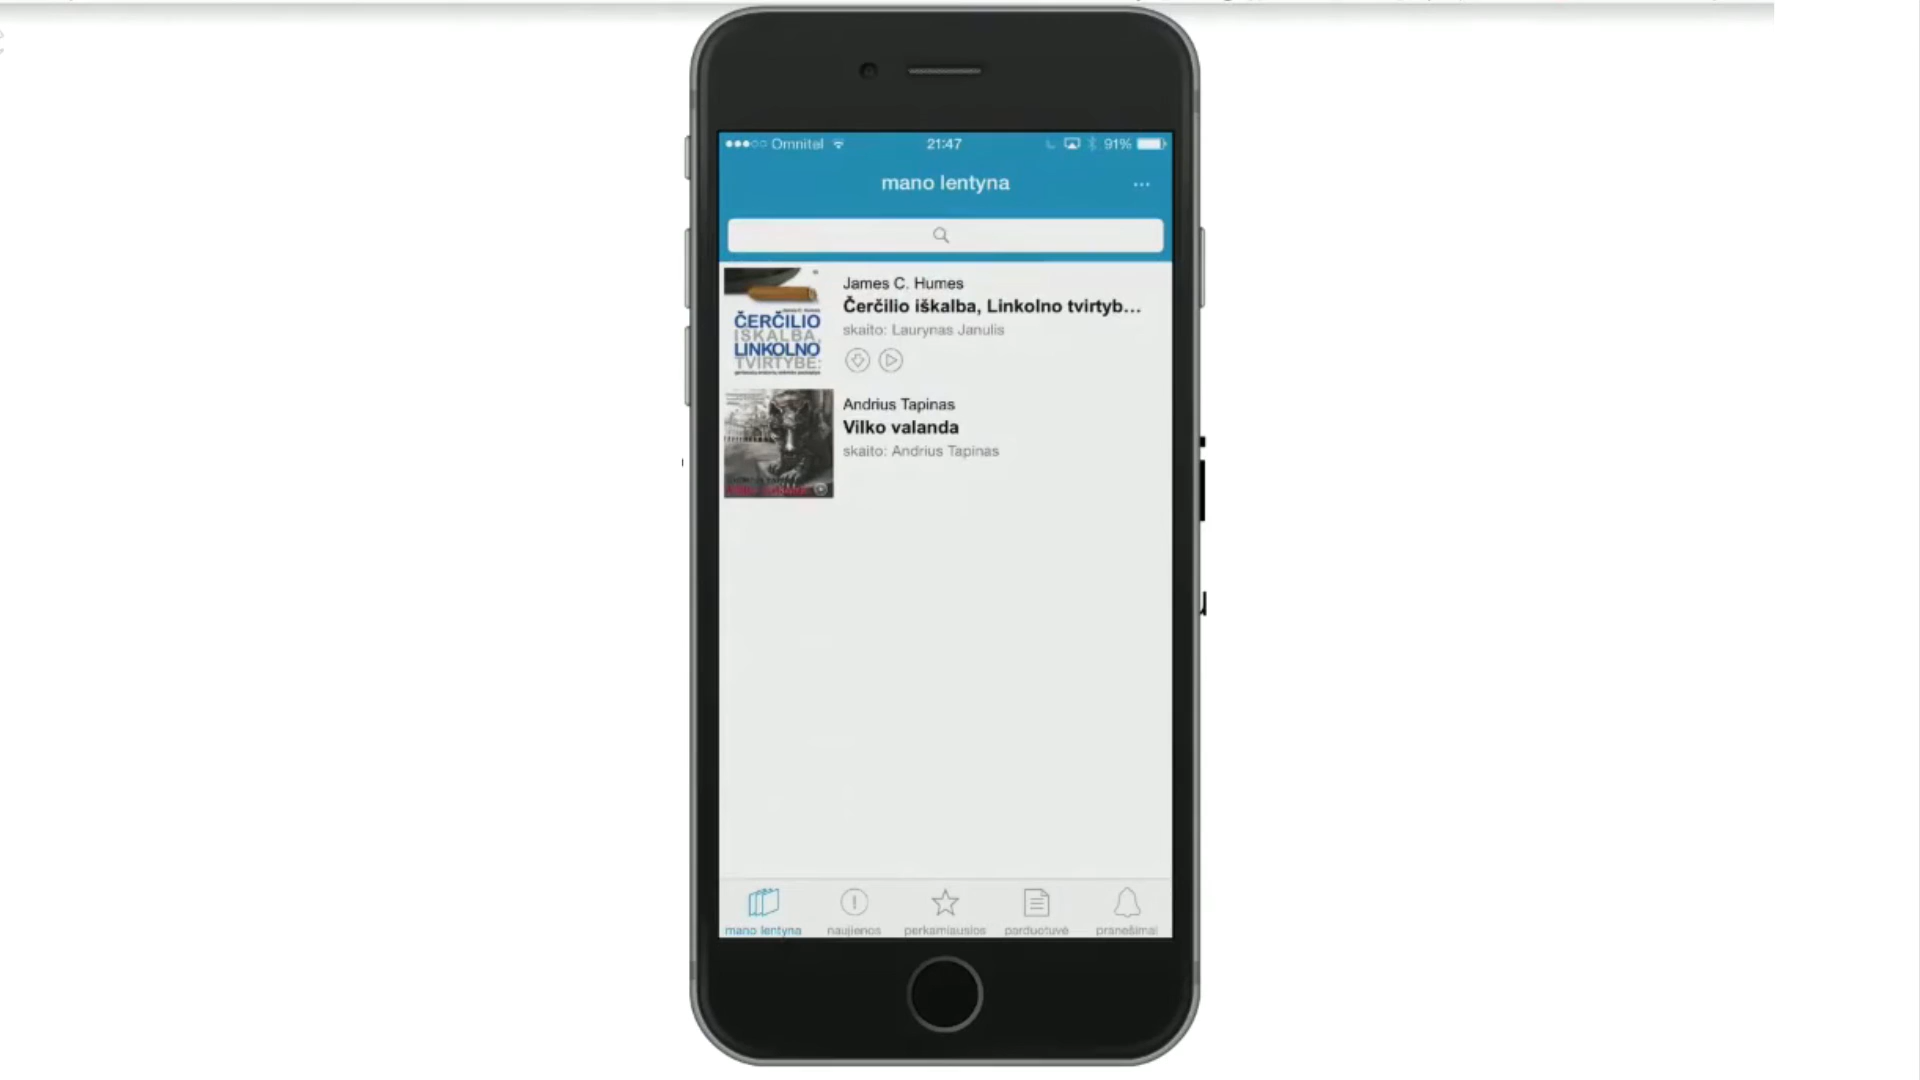 Omnitel
21:47
91%
mano lentyna
ČERČILIO
IŠKALBA,
LINKOLNO
TVIRTYBĖ:
James C. Humes
Čerčilio iškalba, Linkolno tvirtyb...
skaito: Laurynas Janulis
Andrius Tapinas
Vilko valanda
skaito: Andrius Tapinas
mano lentyna
naujienos
perkamiausios
parduotuvė
pranešimai